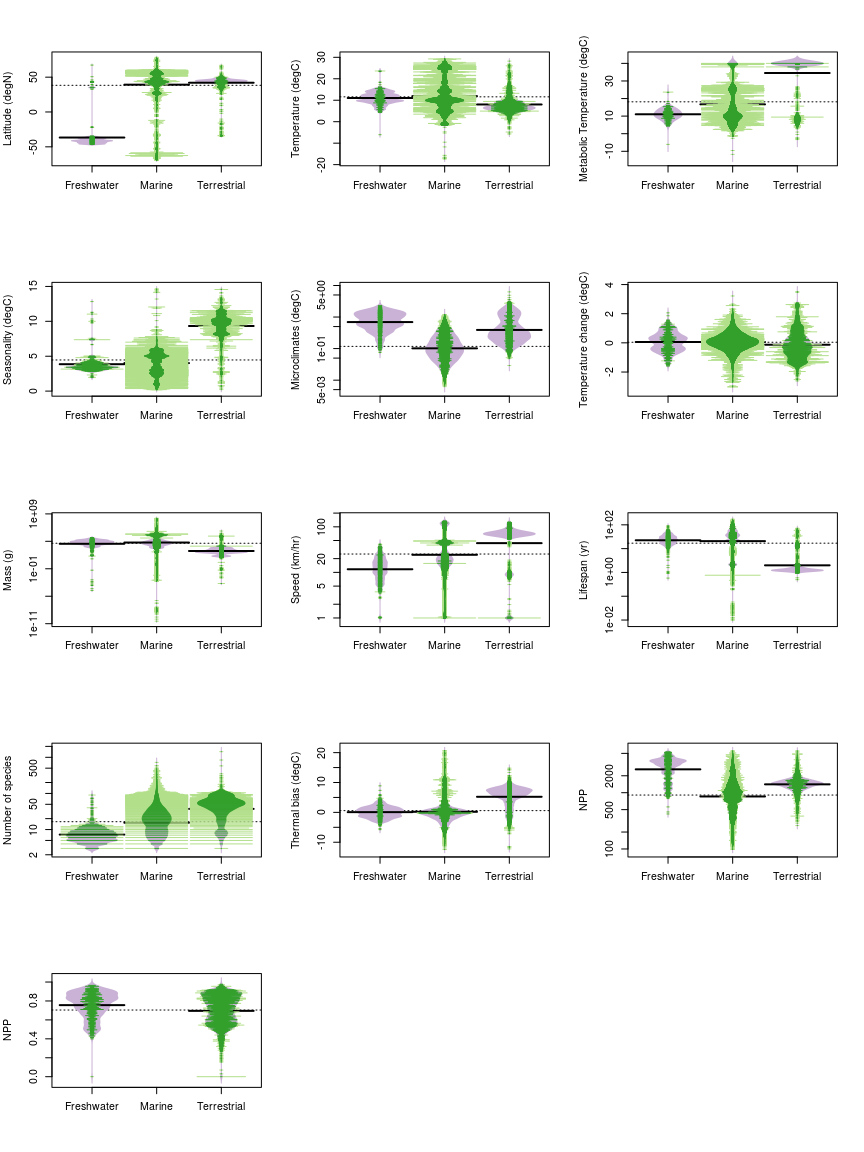 Latitude (degN)
50
0
-50
Freshwater Marine Terrestrial
Temperature (degC)
30
20
10
0
-20
Freshwater Marine Terrestrial
Metabolic Temperature (degC)
30
10
-10
Freshwater Marine Terrestrial
Seasonality (degC)
15
10
5
0
Freshwater Marine Terrestrial
Microclimates (degC)
5e+00
1e-01
5e-03
Freshwater Marine Terrestrial
Temperature change (degC)
4
2
0
-2
Freshwater Marine Terrestrial
Mass (g)
1e+09
1e-01
1e-11
Freshwater Marine Terrestrial
Speed (km/hr)
100
20
5
1
Freshwater Marine Terrestrial
Lifespan (yr)
1e+02
1e+00
1e-02
Freshwater Marine Terrestrial
Number of species
500
50
10
2
Freshwater Marine Terrestrial
Thermal bias (degC)
20
10
0
-10
Freshwater Marine Terrestrial
NPP
2000
500
100
Freshwater Marine Terrestrial
NPP
0.8
0.4
0.0
Freshwater Marine Terrestrial